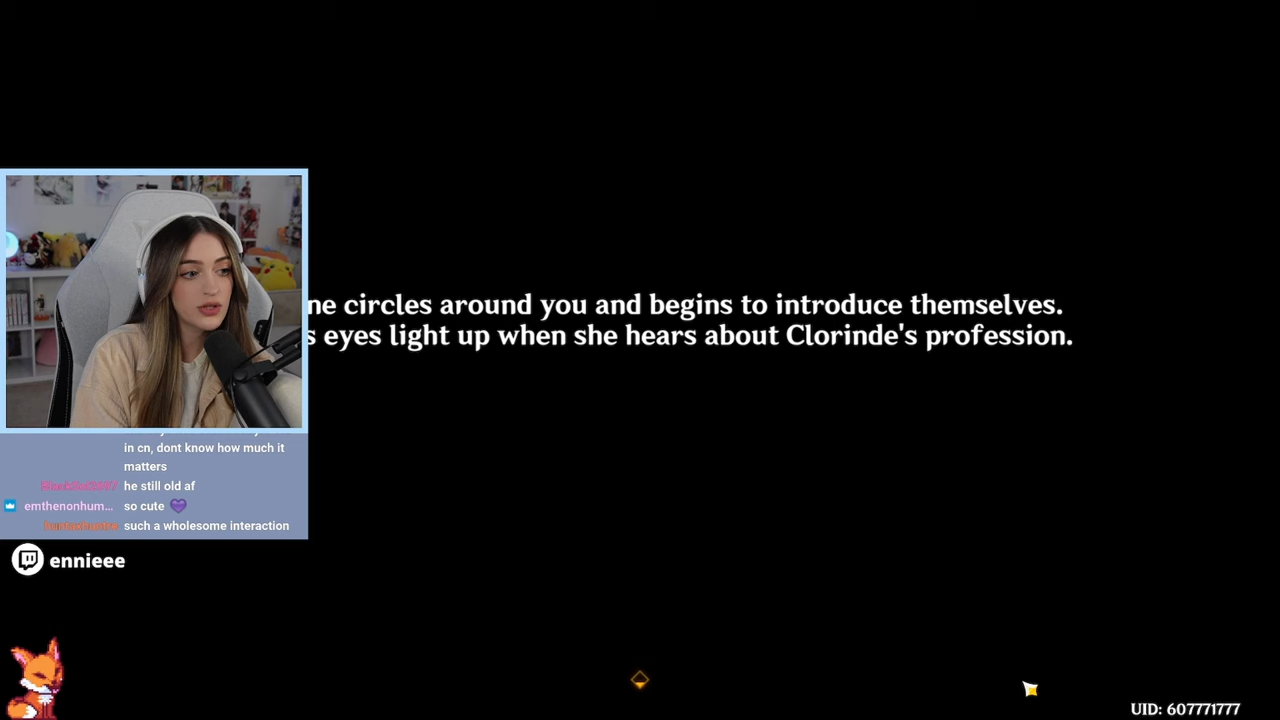 ne circles around you and begins to introduce themselves.
s eyes light up when she hears about Clorinde's profession.
in cn, dont know how much it
matters
he still old af
emthenonhum... so cute
such a wholesome interaction
ennieee
UID: 607771777